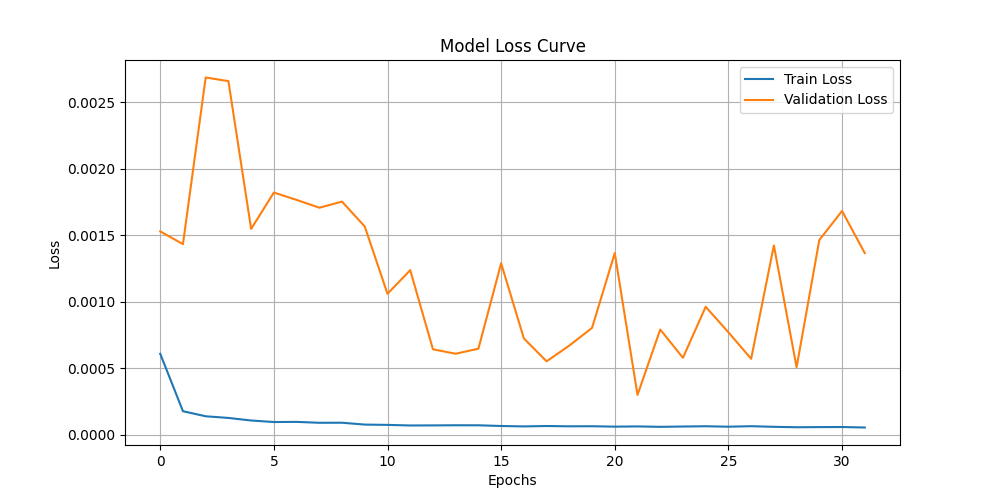 Model Loss Curve
Train Loss
Validation Loss
Loss
0.0025
0.0020
0.0015
0.0010
0.0005
0.0000
0 5 10 15 20 25 30
Epochs